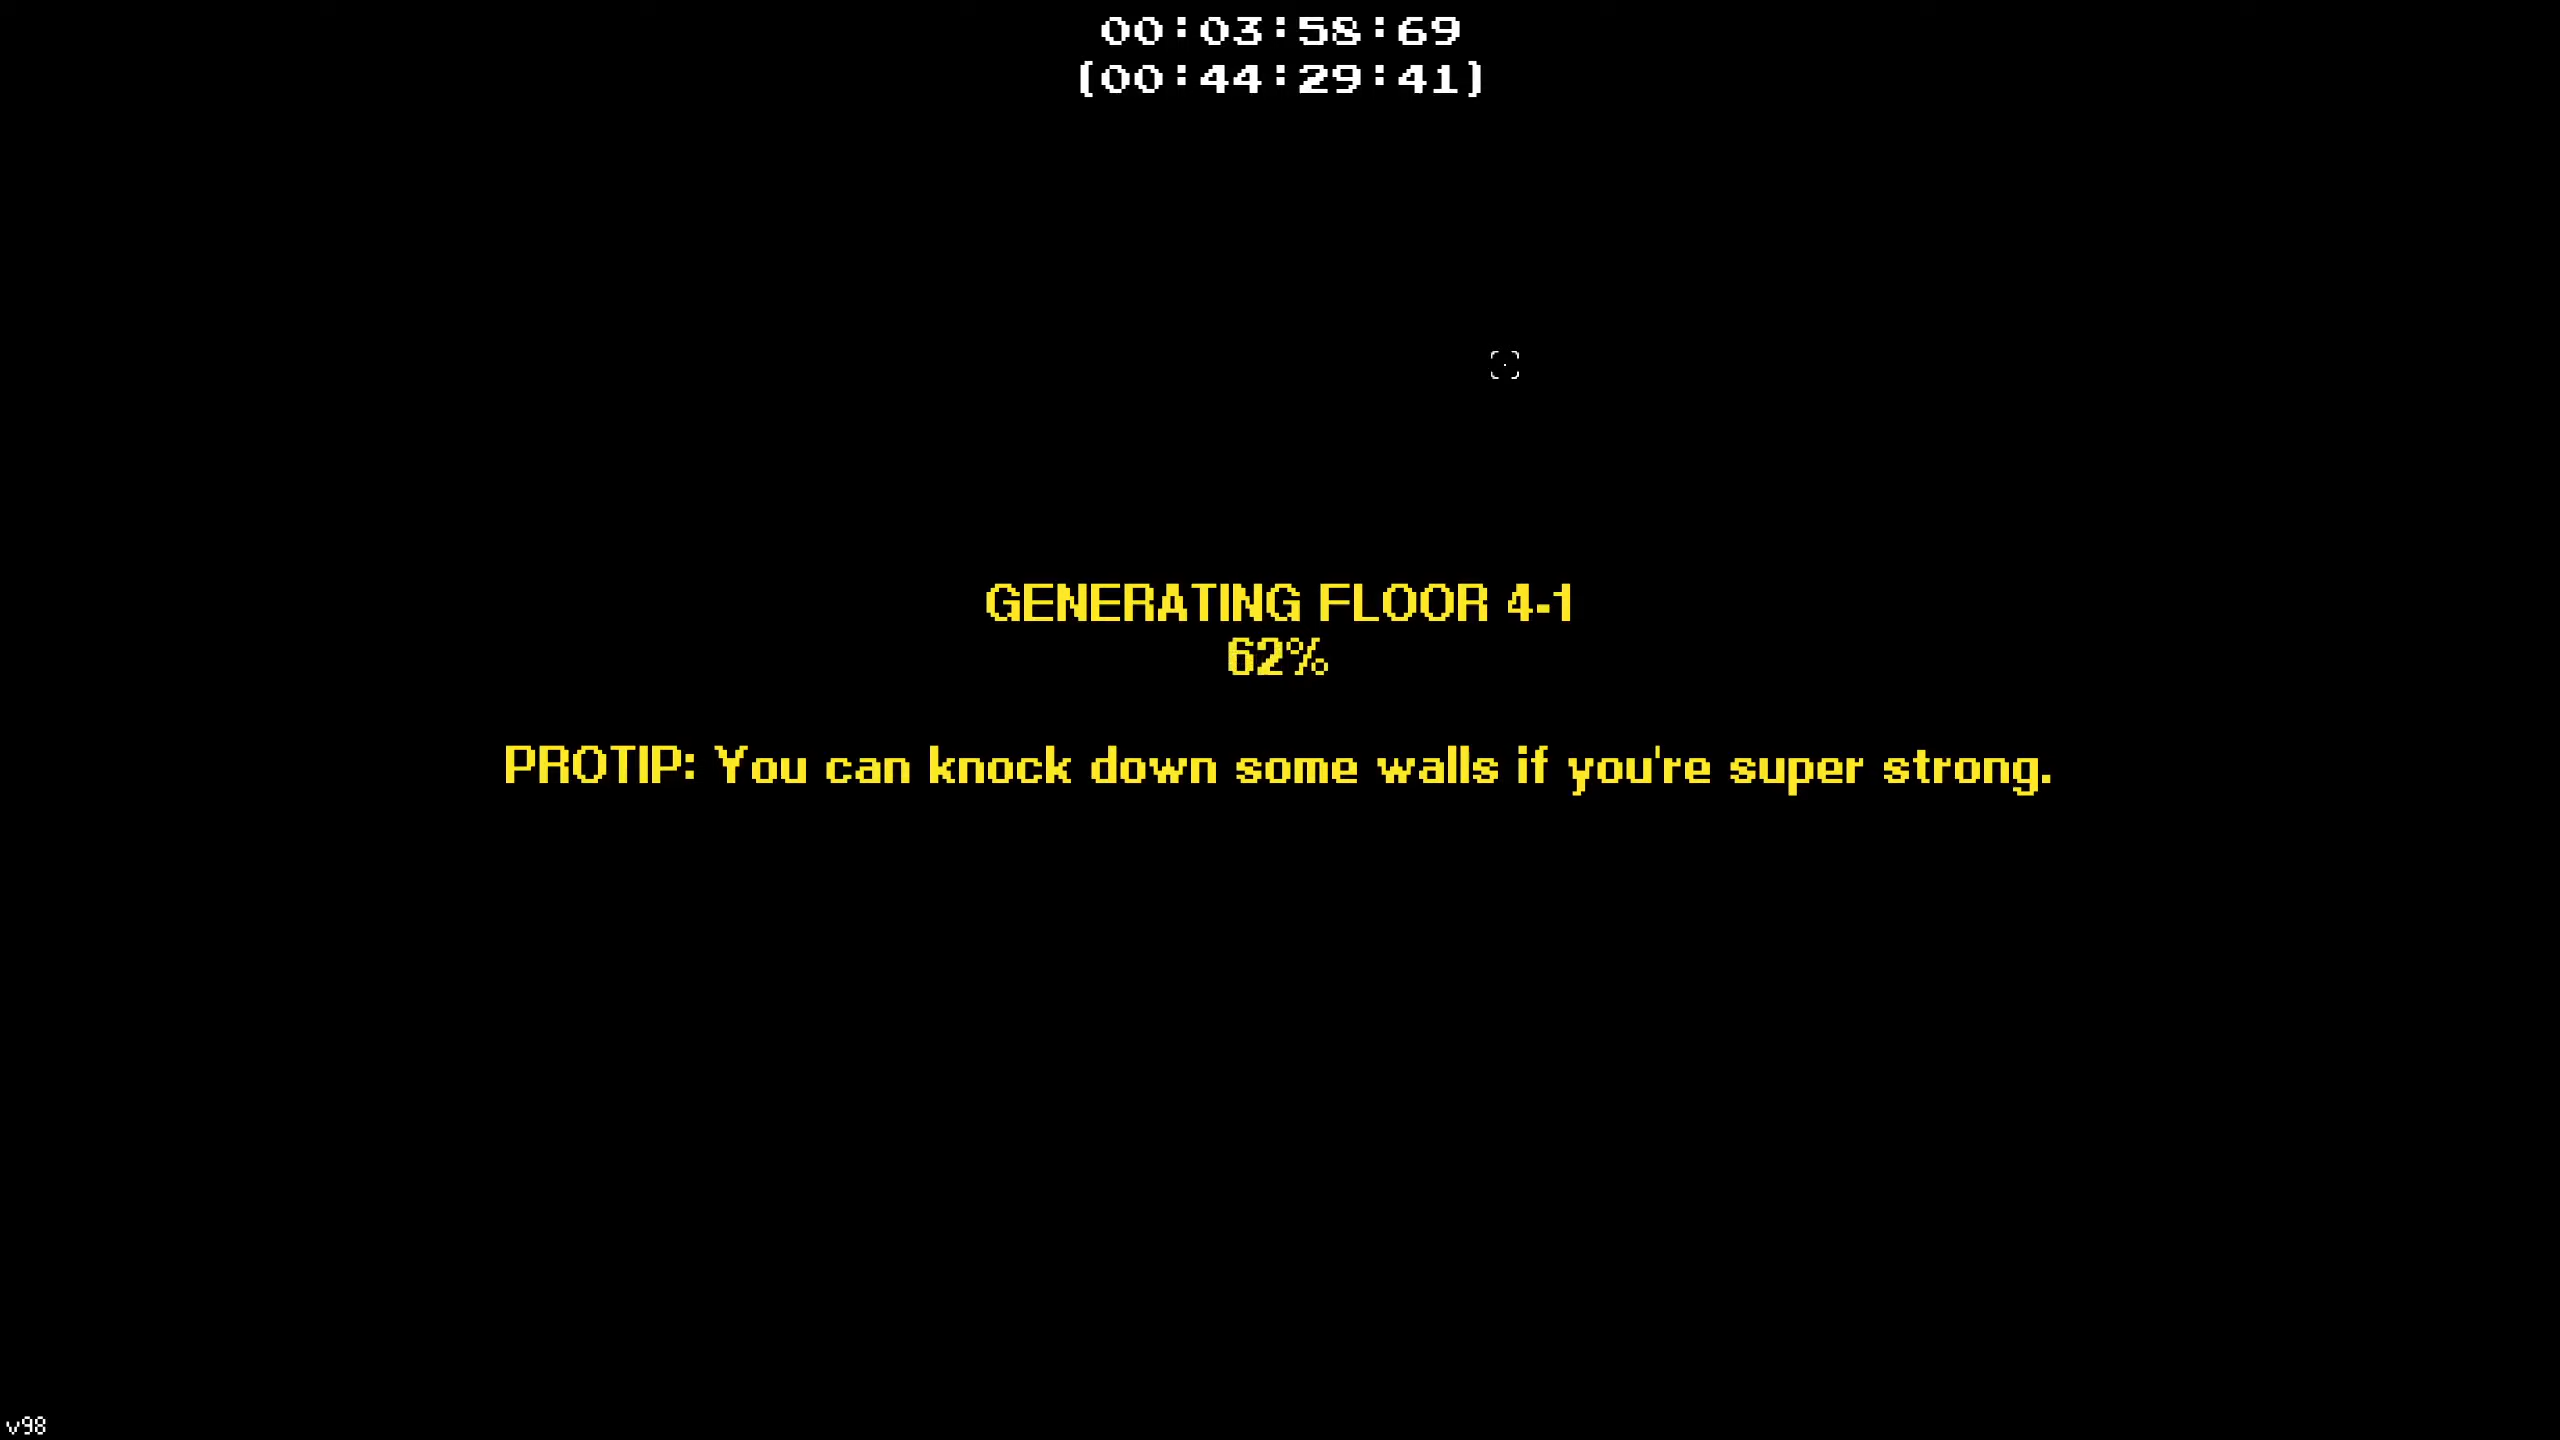 00:03:58:69
(00:44:29:41)
GENERATING FLOOR 4-1
62%
PROTIP: You can knock down some walls if you're super strong.
v98